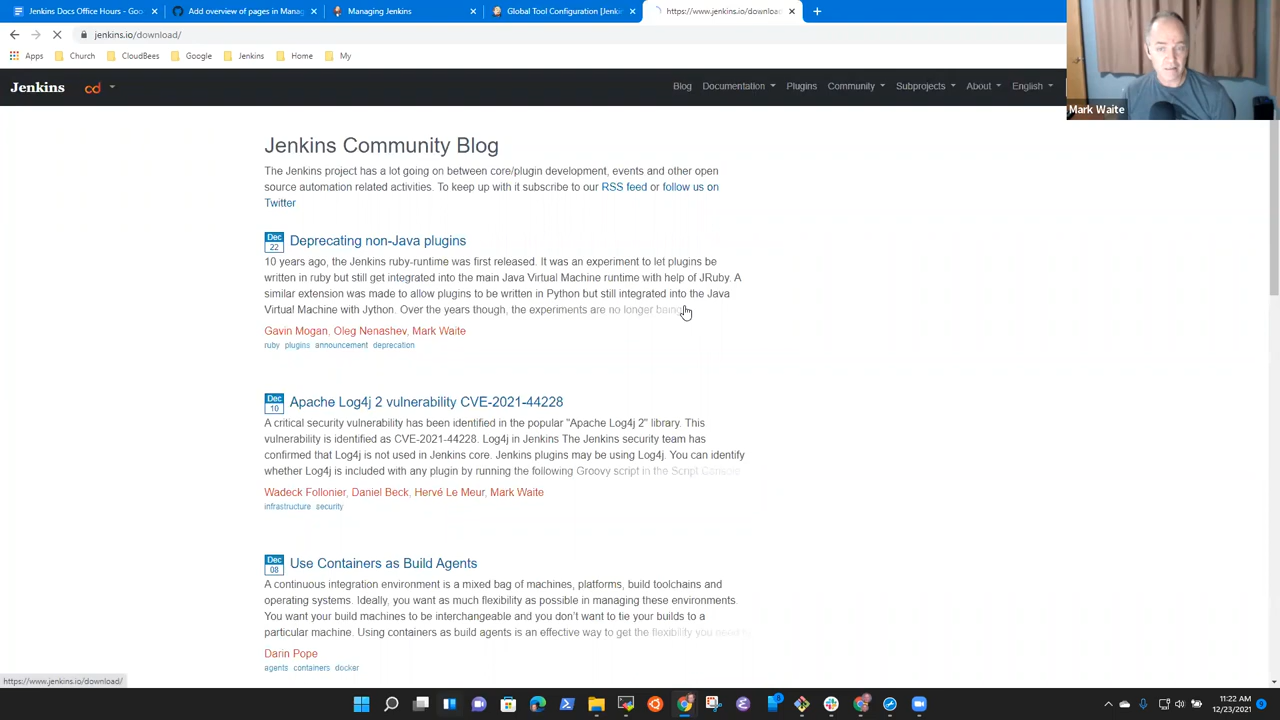 Jenkins Docs Office Hours - Goo
Add overview of pages in Manag
Managing Jenkins
Global Tool Configuration [Jenki
https://www.jenkins.io/download
jenkins.io/download/
Apps
Church
CloudBees
Google
Jenkins
Home
My
Jenkins
cd
Blog
Documentation
Plugins
Community
Subprojects
About
English
Mark Waite
Jenkins Community Blog
The Jenkins project has a lot going on between core/plugin development, events and other open
source automation related activities. To keep up with it subscribe to our RSS feed or follow us on
Twitter
Dec
22
Deprecating non-Java plugins
10 years ago, the Jenkins ruby-runtime was first released. It was an experiment to let plugins be
written in ruby but still get integrated into the main Java Virtual Machine runtime with help of JRuby. A
similar extension was made to allow plugins to be written in Python but still integrated into the Java
Virtual Machine with Jython. Over the years though, the experiments are no longer being
Gavin Mogan, Oleg Nenashev, Mark Waite
ruby plugins announcement deprecation
Dec
10
Apache Log4j 2 vulnerability CVE-2021-44228
A critical security vulnerability has been identified in the popular "Apache Log4j 2" library. This
vulnerability is identified as CVE-2021-44228. Log4j in Jenkins The Jenkins security team has
confirmed that Log4j is not used in Jenkins core. Jenkins plugins may be using Log4j. You can identify
whether Log4j is included with any plugin by running the following Groovy script in the Script Console
Wadeck Follonier, Daniel Beck, Hervé Le Meur, Mark Waite
infrastructure security
Dec
08
Use Containers as Build Agents
A continuous integration environment is a mixed bag of machines, platforms, build toolchains and
operating systems. Ideally, you want as much flexibility as possible in managing these environments.
You want your build machines to be interchangeable and you don't want to tie your builds to a
particular machine. Using containers as build agents is an effective way to get the flexibility you need
Darin Pope
agents containers docker
https://www.jenkins.io/download/
11:22 AM
12/23/2021